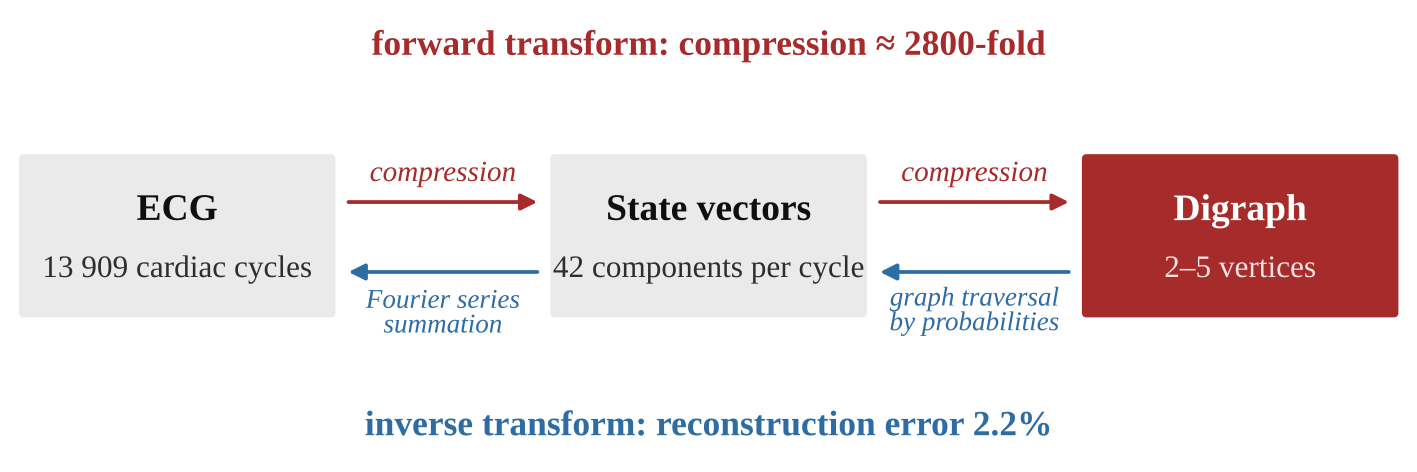 forward transform: compression ≈ 2800-fold
compression
compression
ECG
State vectors
Digraph
13 909 cardiac cycles
42 components per cycle
2–5 vertices
Fourier series
summation
graph traversal
by probabilities
inverse transform: reconstruction error 2.2%